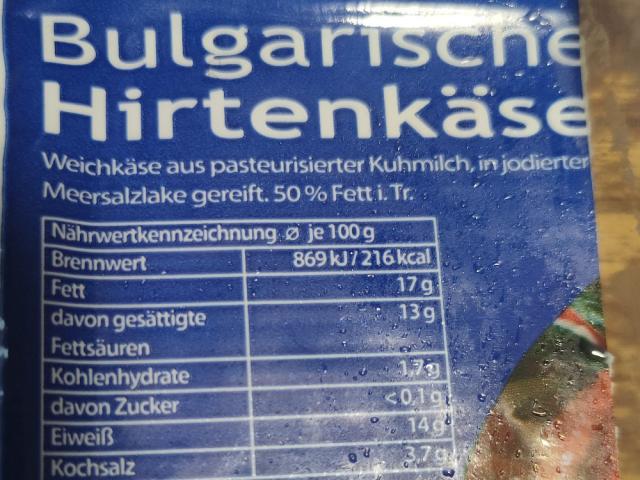 Bulgarische
Hirtenkäse
Weichkäse aus pasteurisierter Kuhmilch, in jodierter
Meersalzlake gereift. 50 % Fett i. Tr.
Nährwertkennzeichnung ø je 100 g
Brennwert 869 kJ / 216 kcal
Fett 17 g
davon gesättigte 13 g
Fettsäuren
Kohlenhydrate 1,7 g
davon Zucker <0,1 g
Eiweiß 14 g
Kochsalz 3,7 g